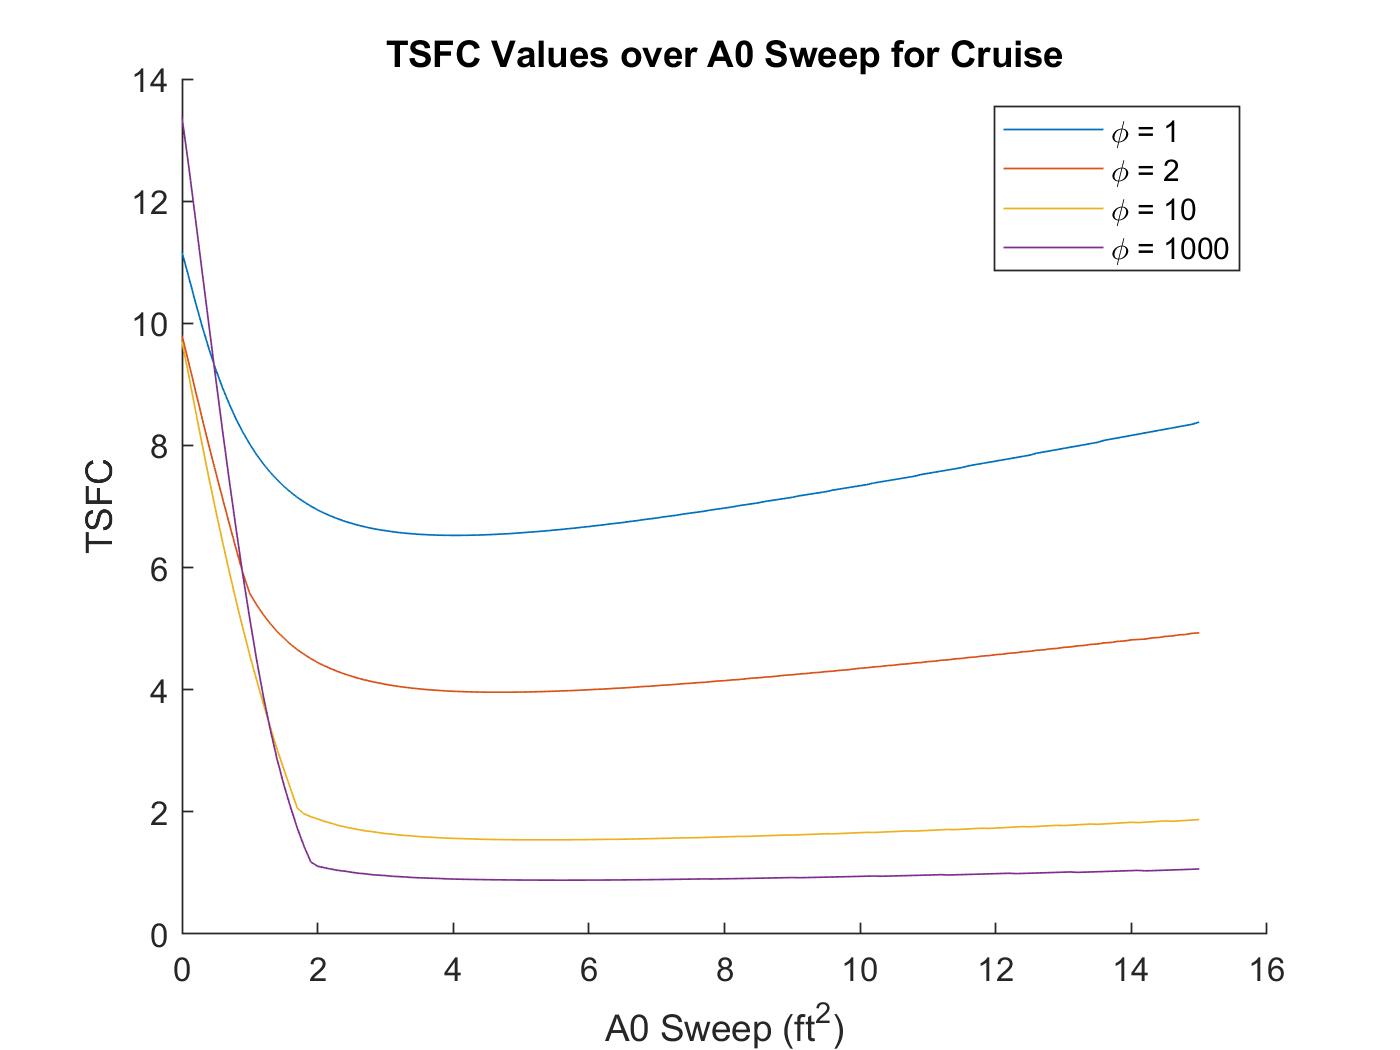 TSFC Values over A0 Sweep for Cruise
14
12
10
8
6
4
2
0
TSFC
ϕ = 1
ϕ = 2
ϕ = 10
ϕ = 1000
0 2 4 6 8 10 12 14 16
A0 Sweep (ft²)